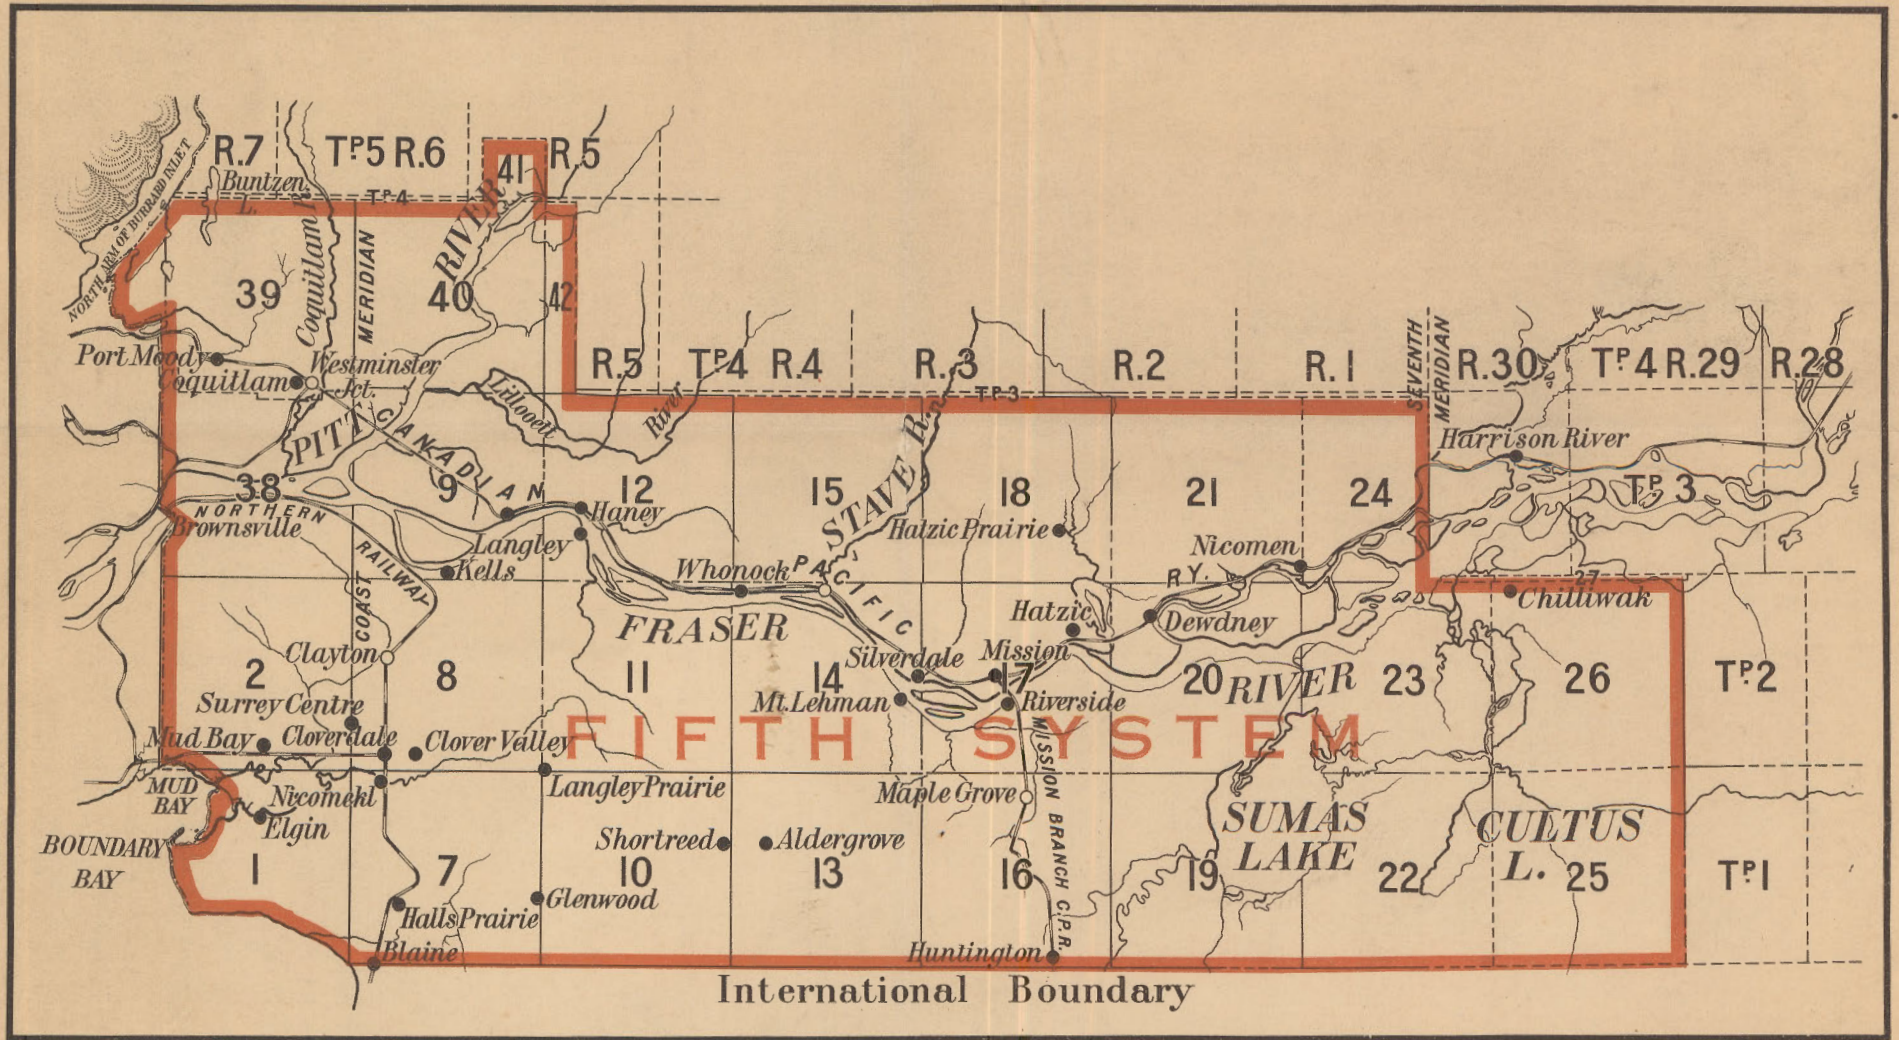 R.7
TP5 R.6
41
R.5
Buntzen
L.
TP4
NORTH ARM OF BURRARD INLET
Coquitlam R.
MERIDIAN
RIVER
39
40
42
Port Moody
Coquitlam
Westminster
Jct.
PITT
Lillooett
River
CANADIAN
R.5
TP4
R.4
R.3
R.2
R.1
SEVENTH
MERIDIAN
R.30
TP4 R.29
R.28
TP3
STAVE R.
Harrison River
38
9
12
15
18
21
24
TP 3
NORTHERN
Brownsville
Haney
Langley
Hatzic Prairie
Nicomen
RAILWAY
Kells
Whonock
PACIFIC
RY.
27
Chilliwak
COAST
FRASER
Hatzic
Dewdney
Clayton
Silverdale
Mission
2
8
11
14
17
20
RIVER
23
26
TP2
Surrey Centre
Mt. Lehman
Riverside
Mud Bay
Cloverdale
Clover Valley
FIFTH SYSTEM
MISSION BRANCH C.P.R.
MUD
BAY
Nicomekl
Langley Prairie
Maple Grove
Elgin
SUMAS
LAKE
CULTUS
L.
BOUNDARY
BAY
Shortreed
Aldergrove
1
7
10
13
16
19
22
25
TP1
Glenwood
Halls Prairie
Blaine
Huntington
International Boundary